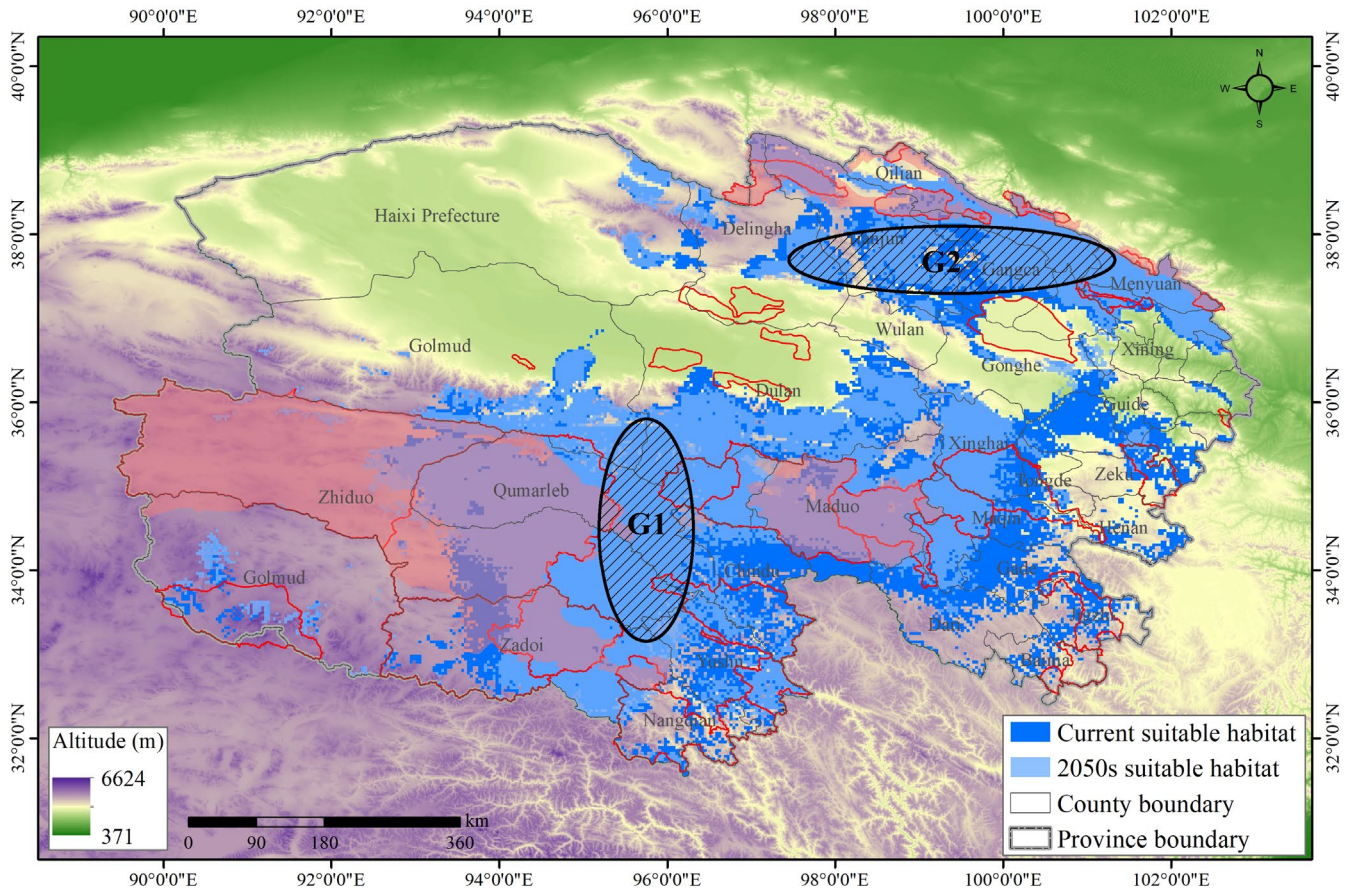 90°0'0"E 92°0'0"E 94°0'0"E 96°0'0"E 98°0'0"E 100°0'0"E 102°0'0"E
40°0'0"N 40°0'0"N
N
W E
S
Qilian
Haixi Prefecture
Delingha
38°0'0"N 38°0'0"N
G2
Gangca
Menyuan
Wulan
Golmud
Xining
Gonghe
Dulan
36°0'0"N 36°0'0"N
Guide
Xinghai
Zeku
Qumarleb
Zhiduo
Tongde
Maduo
G1
Maqin
Henan
34°0'0"N 34°0'0"N
Golmud
Chindu
Gade
Dari
Zadoi
Yushu
Banma
Nangqian
32°0'0"N 32°0'0"N
Altitude (m)
6624
371
km
0 90 180 360
Current suitable habitat
2050s suitable habitat
County boundary
Province boundary
90°0'0"E 92°0'0"E 94°0'0"E 96°0'0"E 98°0'0"E 100°0'0"E 102°0'0"E